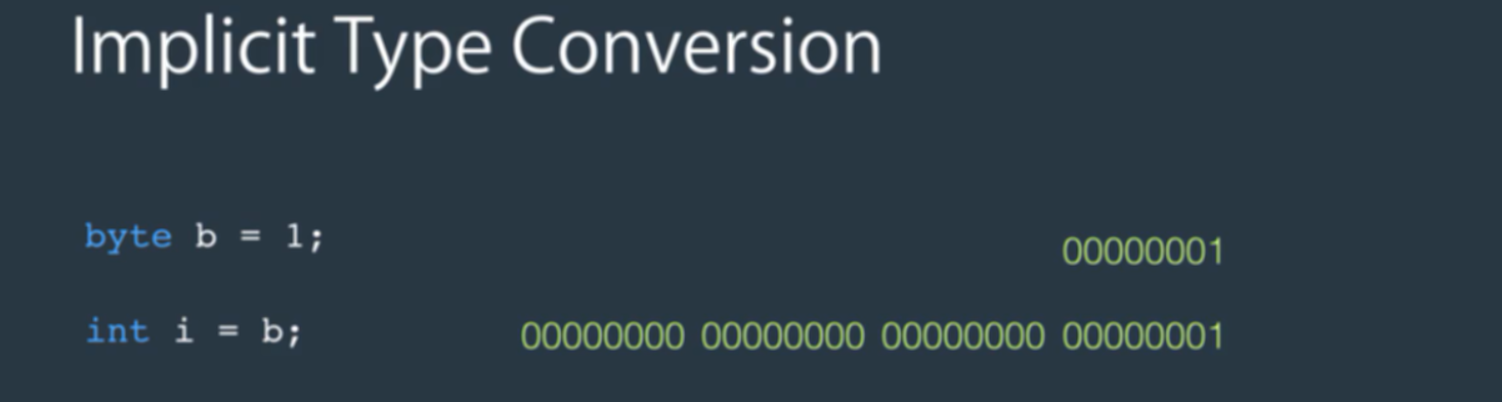 Implicit Type Conversion
byte b = 1;
00000001
int i = b;
00000000 00000000 00000000 00000001